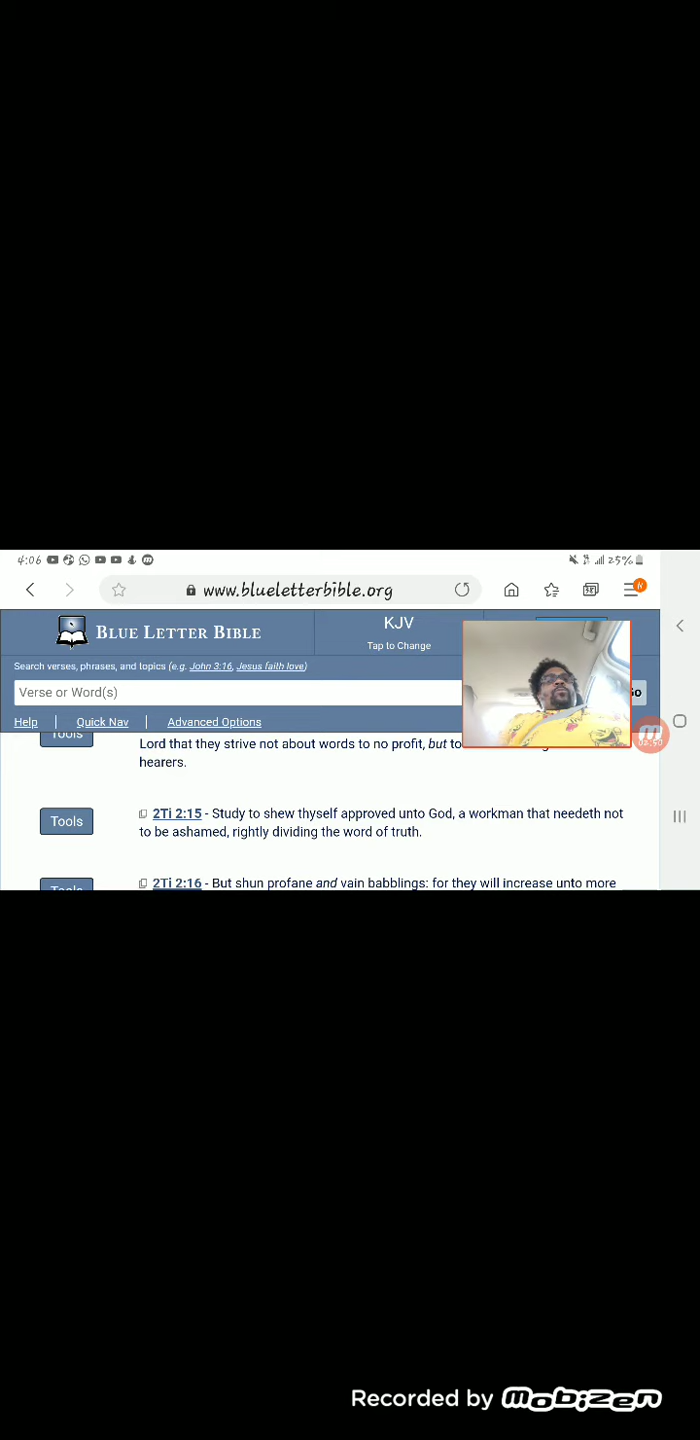 4:06
25%
www.blueletterbible.org
N
BLUE LETTER BIBLE
KJV
Tap to Change
Search verses, phrases, and topics (e.g. John 3:16, Jesus faith love)
Verse or Word(s)
Help | Quick Nav | Advanced Options
Tools
Lord that they strive not about words to no profit, but to
hearers.
Tools
2Ti 2:15 - Study to shew thyself approved unto God, a workman that needeth not
to be ashamed, rightly dividing the word of truth.
Tools
2Ti 2:16 - But shun profane and vain babblings: for they will increase unto more
Recorded by mobizen